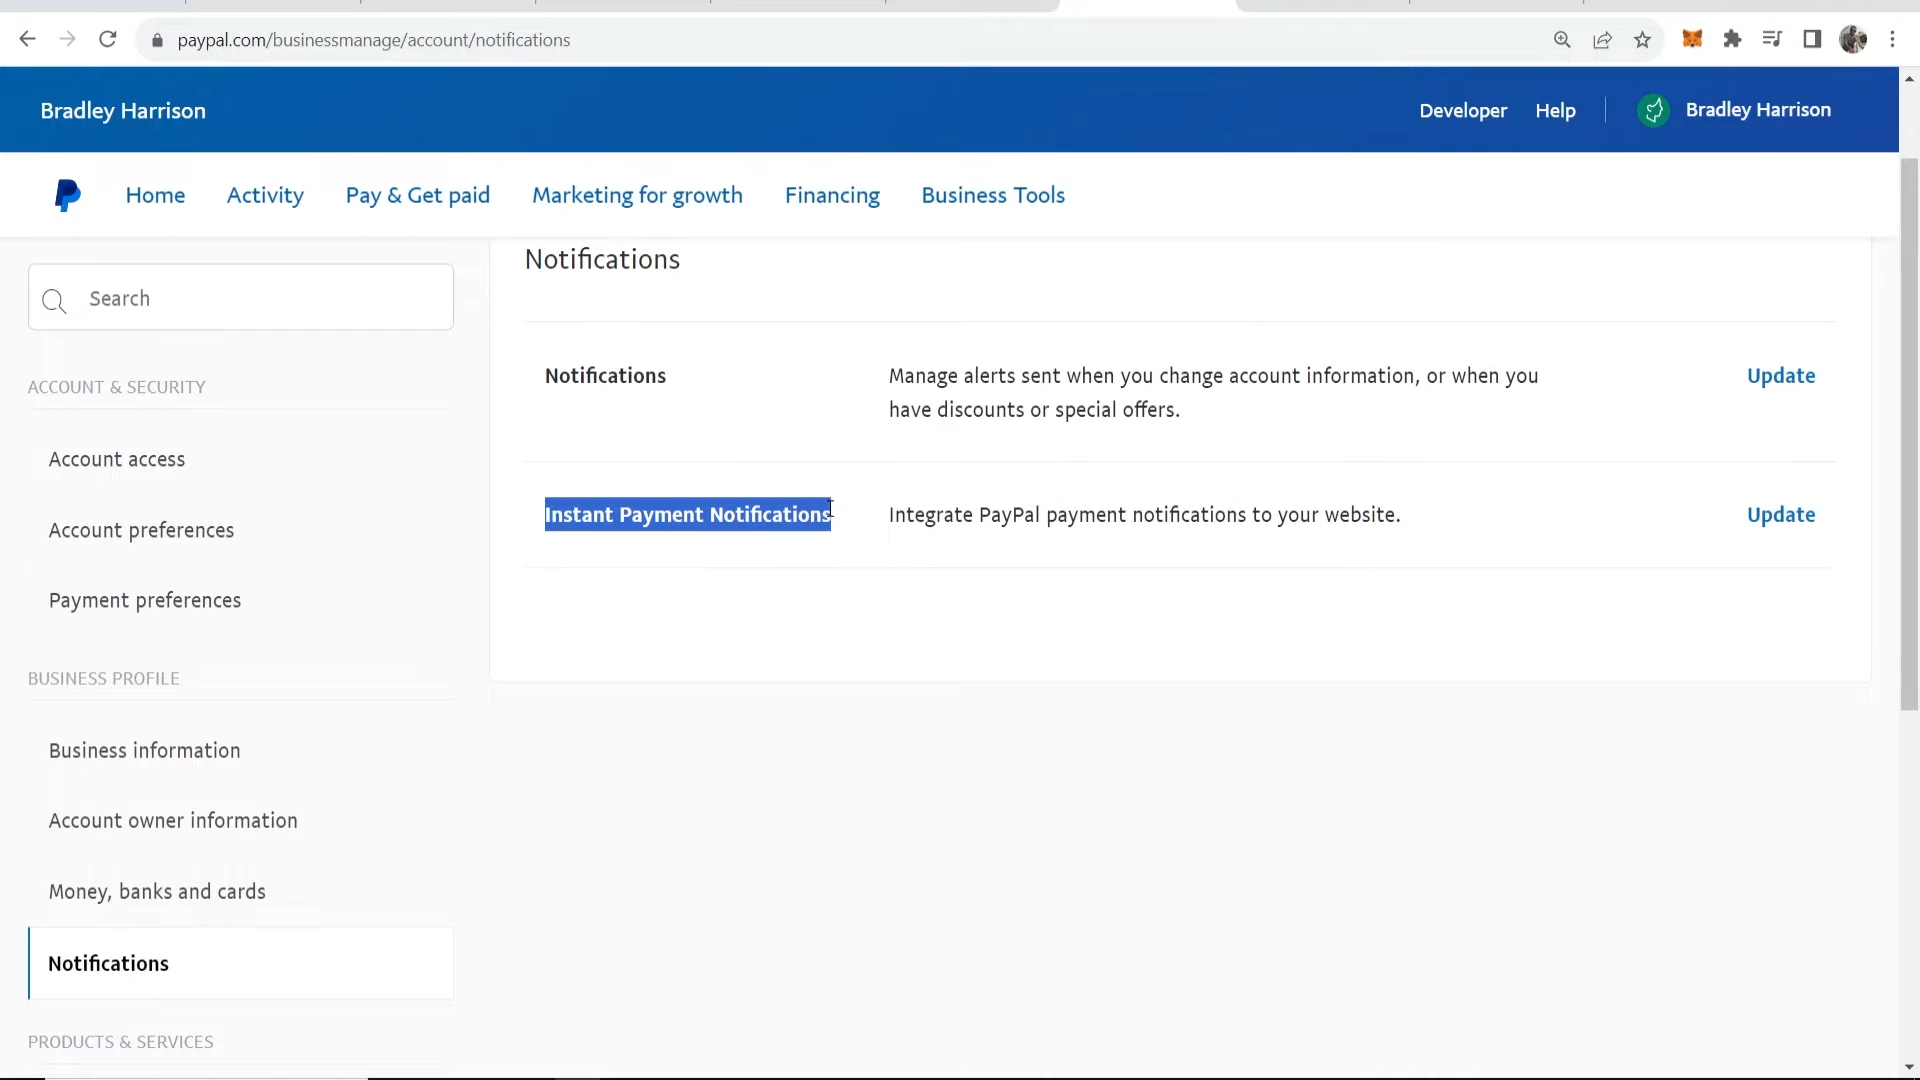 paypal.com/businessmanage/account/notifications
Bradley Harrison
Developer Help Bradley Harrison
Home Activity Pay & Get paid Marketing for growth Financing Business Tools
Search
ACCOUNT & SECURITY
Account access
Account preferences
Payment preferences
BUSINESS PROFILE
Business information
Account owner information
Money, banks and cards
Notifications
PRODUCTS & SERVICES
Notifications
Notifications Manage alerts sent when you change account information, or when you Update
have discounts or special offers.
Instant Payment Notifications Integrate PayPal payment notifications to your website. Update